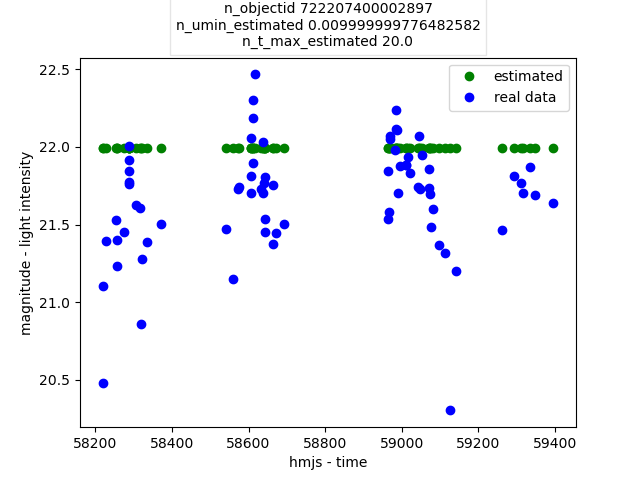 n_objectid 722207400002897
n_umin_estimated 0.009999999776482582
n_t_max_estimated 20.0
estimated
real data
magnitude - light intensity
22.5
22.0
21.5
21.0
20.5
58200 58400 58600 58800 59000 59200 59400
hmjs - time